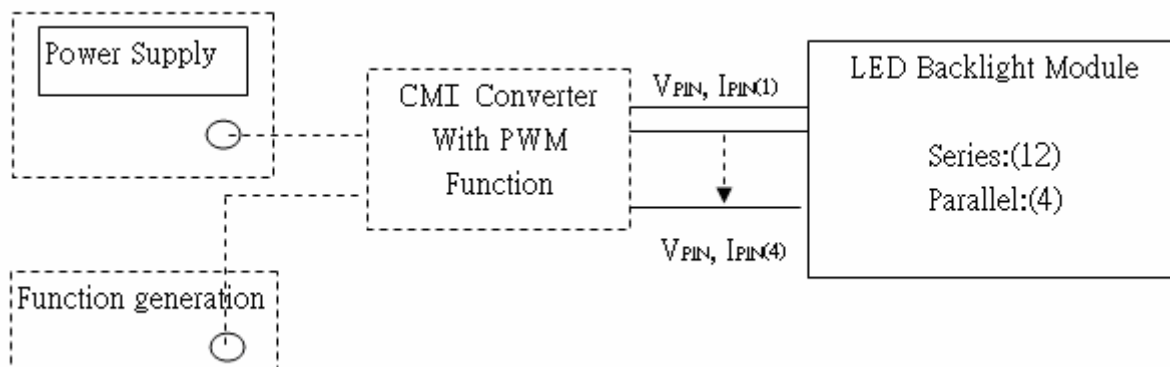 Power Supply
CMI Converter
With PWM
Function
VPIN, IPIN(1)
VPIN, IPIN(4)
LED Backlight Module
Series:(12)
Parallel:(4)
Function generation